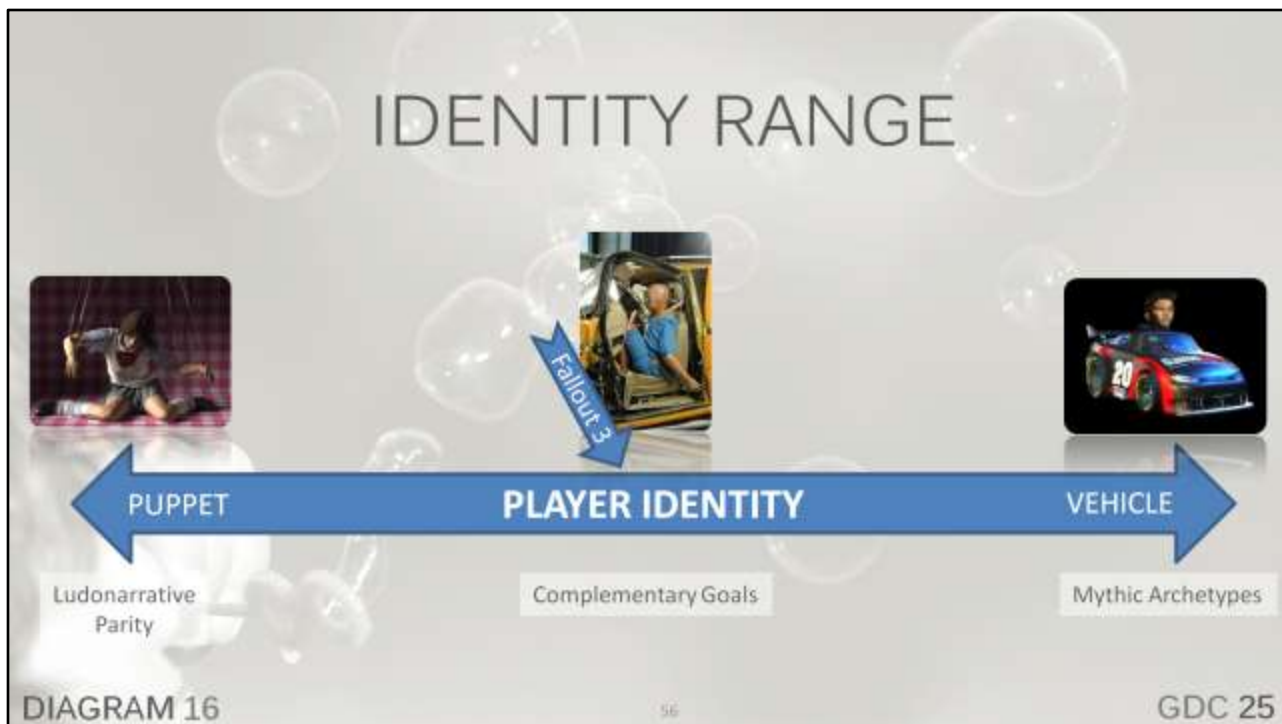 IDENTITY RANGE
20
Fallout 3
PUPPET
PLAYER IDENTITY
VEHICLE
Ludonarrative
Parity
Complementary Goals
Mythic Archetypes
DIAGRAM 16
56
GDC 25